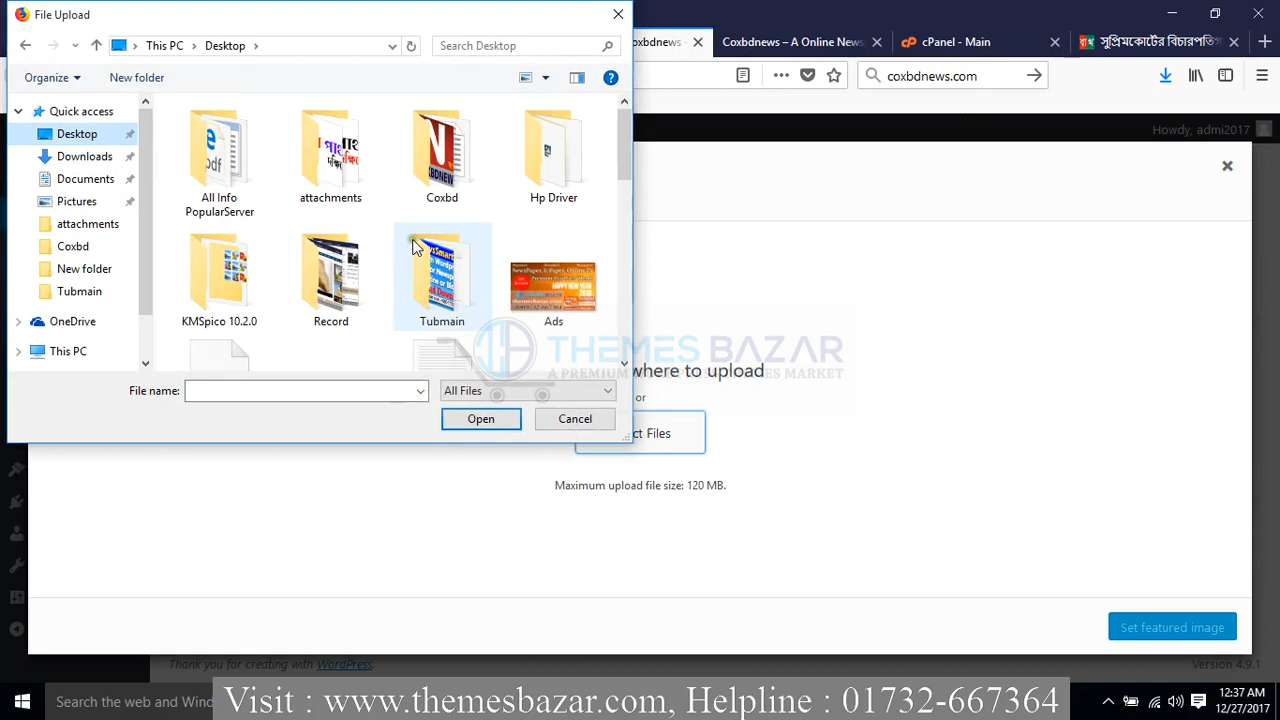 File Upload
This PC
Desktop
Search Desktop
Organize
New folder
Quick access
Desktop
Downloads
Documents
Pictures
attachments
Coxbd
New folder
Tubmain
OneDrive
This PC
All Info
PopularServer
attachments
Coxbd
Hp Driver
KMSpico 10.2.0
Record
Tubmain
Ads
File name:
All Files
Open
Cancel
oxbdnews —
Coxbdnews – A Online News
cPanel - Main
সুপ্রিমকোর্টের বিচারপতি
coxbdnews.com
Howdy, admi2017
THEMES BAZAR
where to upload
or
ct Files
Maximum upload file size: 120 MB.
Set featured image
Thank you for creating with WordPress.
Version 4.9.1
Search the web and Wind
Visit : www.themesbazar.com, Helpline : 01732-667364
12:37 AM
12/27/2017